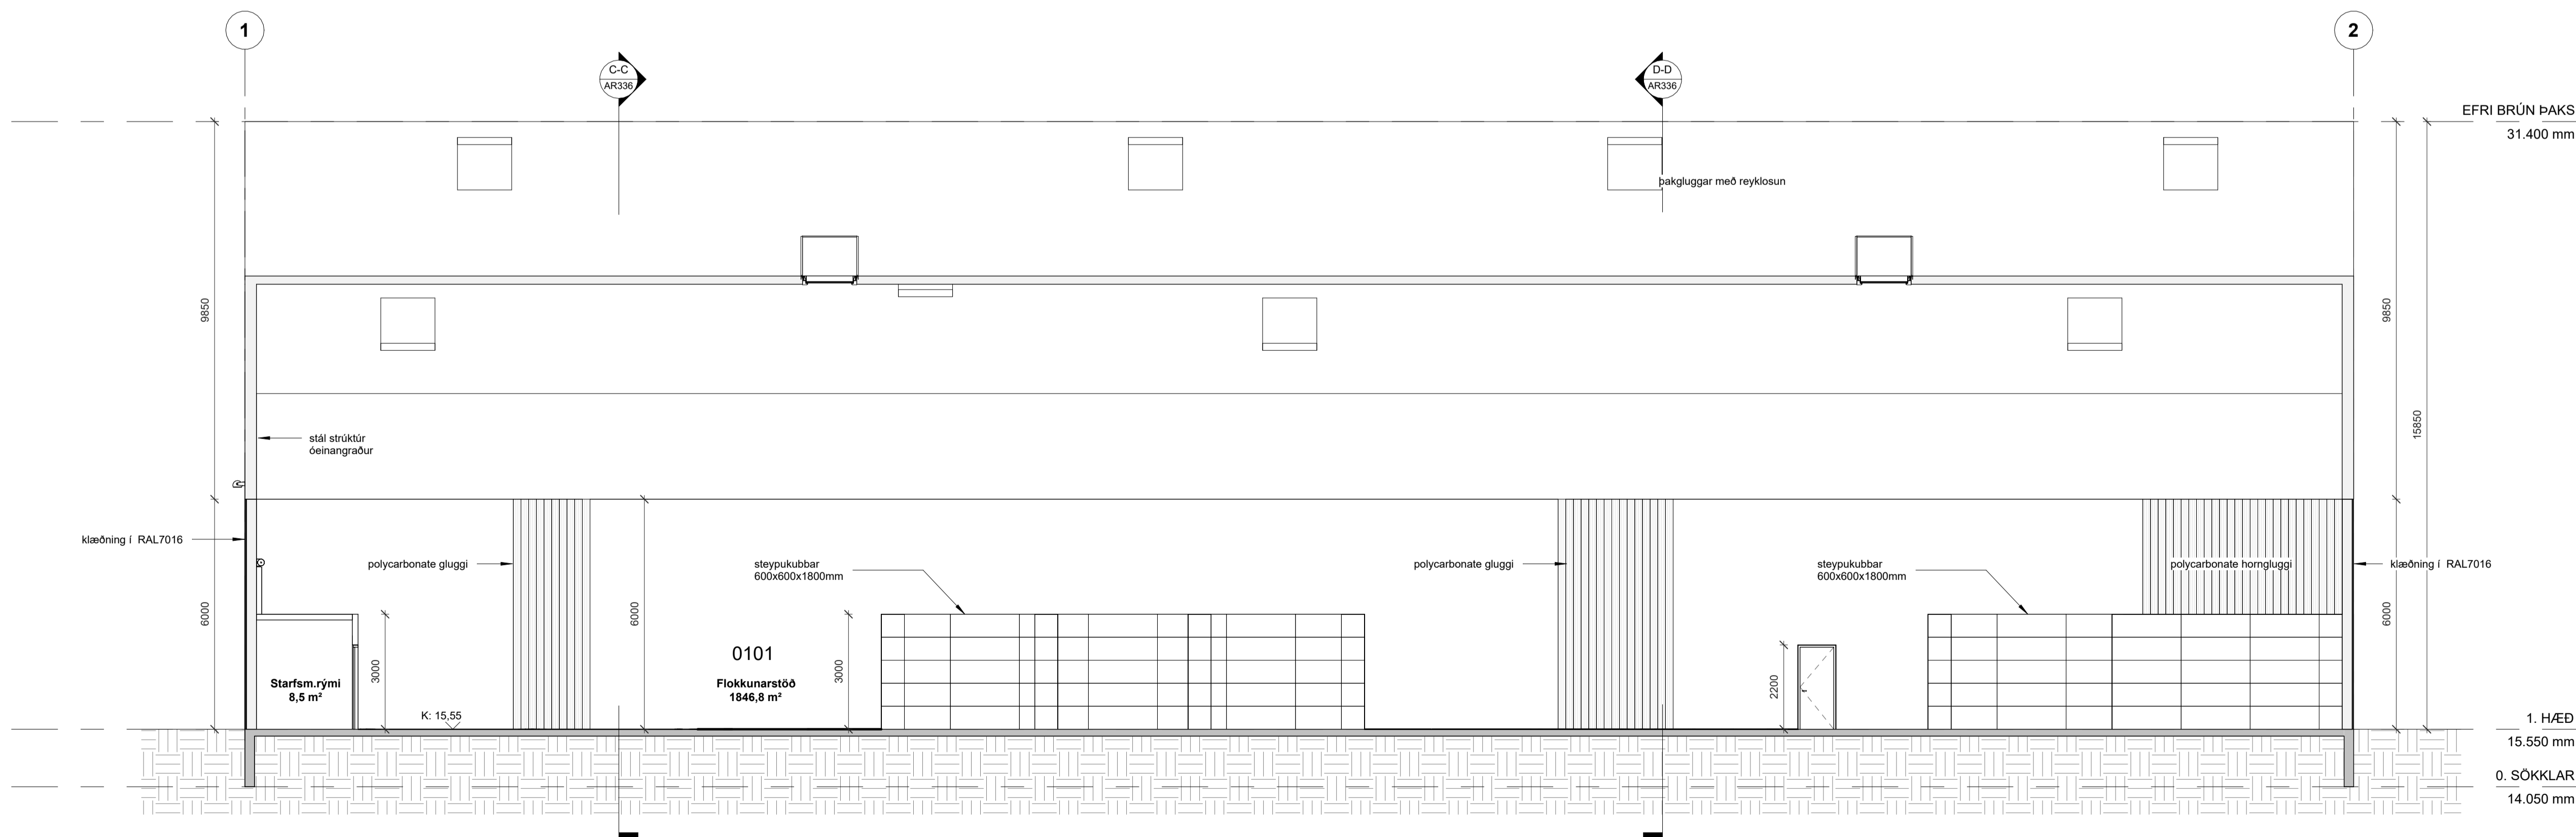 1
2
C-C
AR336
D-D
AR336
EFRI BRÚN ÞAKS
31.400 mm
þakgluggar með reyklosun
9850
9850
15850
stál strúktúr
óeinangraður
klæðning í RAL7016
polycarbonate gluggi
steypukubbar
600x600x1800mm
polycarbonate gluggi
steypukubbar
600x600x1800mm
polycarbonate horngluggi
klæðning í RAL7016
6000
6000
6000
3000
3000
2200
0101
Starfsm.rými
8,5 m²
Flokkunarstöð
1846,8 m²
K: 15,55
1. HÆÐ
15.550 mm
0. SÖKKLAR
14.050 mm